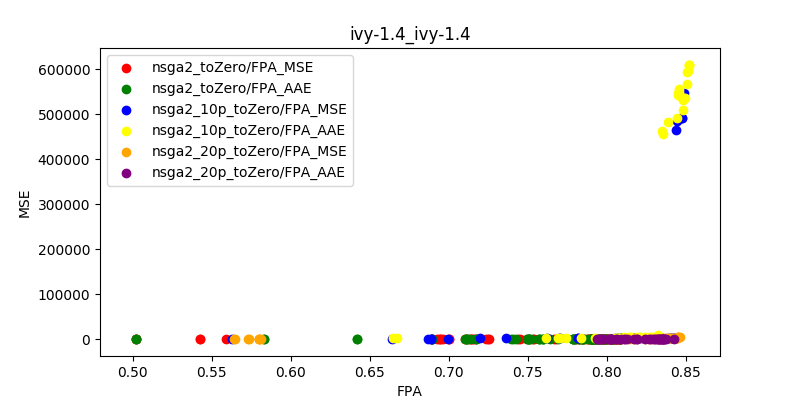 ivy-1.4_ivy-1.4
nsga2_toZero/FPA_MSE
nsga2_toZero/FPA_AAE
nsga2_10p_toZero/FPA_MSE
nsga2_10p_toZero/FPA_AAE
nsga2_20p_toZero/FPA_MSE
nsga2_20p_toZero/FPA_AAE
MSE
600000
500000
400000
300000
200000
100000
0
0.50 0.55 0.60 0.65 0.70 0.75 0.80 0.85
FPA